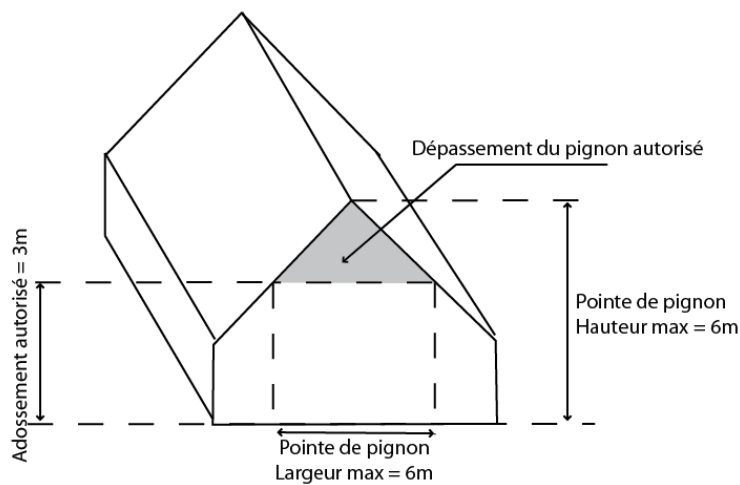 Dépassement du pignon autorisé
Adossement autorisé = 3m
Pointe de pignon
Hauteur max = 6m
Pointe de pignon
Largeur max = 6m